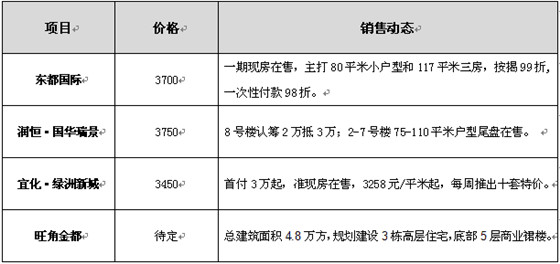 项目 价格 销售动态
东都国际 3700 一期现房在售，主打 80 平米小户型和 117 平米三房，按揭 99 折，
一次性付款 98 折。
润恒·国华瑞景 3750 8 号楼认筹 2 万抵 3 万；2-7 号楼 75-110 平米户型尾盘在售。
宜化·绿洲新城 3450 首付 3 万起，准现房在售，3258 元/平米起，每周推出十套特价。
旺角金都 待定 总建筑面积 4.8 万方，规划建设 3 栋高层住宅，底部 5 层商业裙楼。